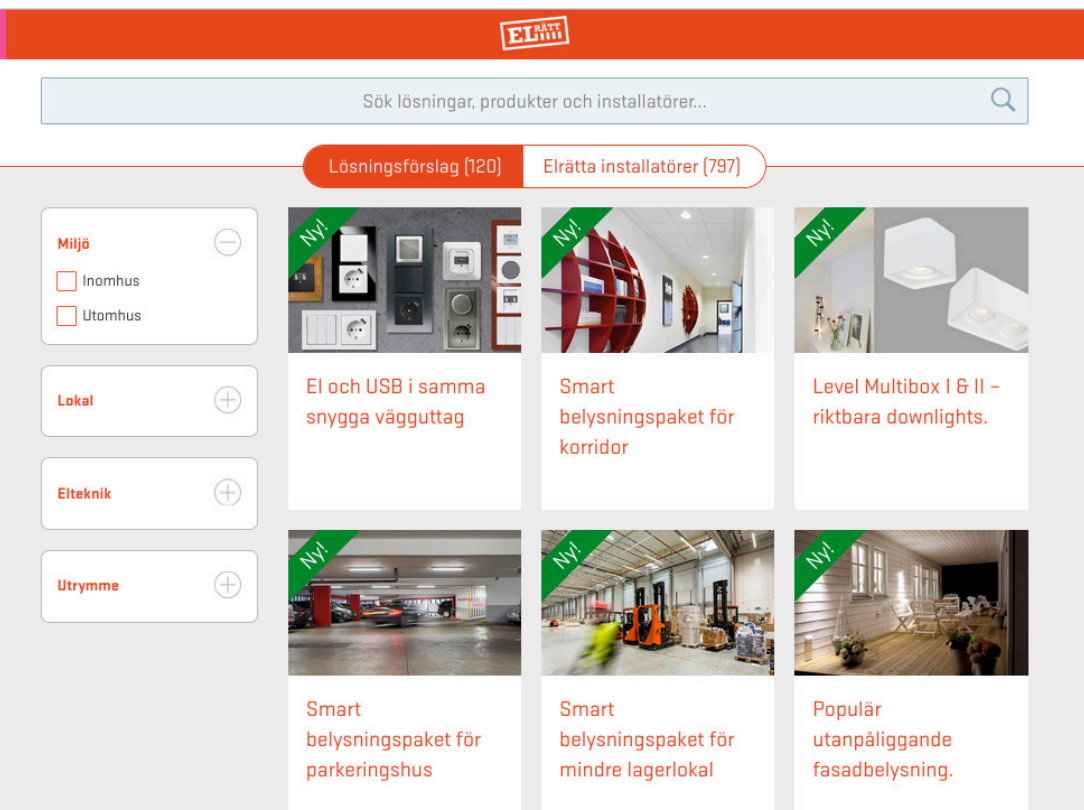 EL RÄTT
Sök lösningar, produkter och installatörer...
Lösningsförslag (120)
Elrätta installatörer (797)
Miljö
Inomhus
Utomhus
Lokal
Elteknik
Utrymme
Ny!
El och USB i samma
snygga vägguttag
Ny!
Smart
belysningspaket för
korridor
Ny!
Level Multibox I & II –
riktbara downlights.
Ny!
Smart
belysningspaket för
parkeringshus
Ny!
Smart
belysningspaket för
mindre lagerlokal
Ny!
Populär
utanpåliggande
fasadbelysning.